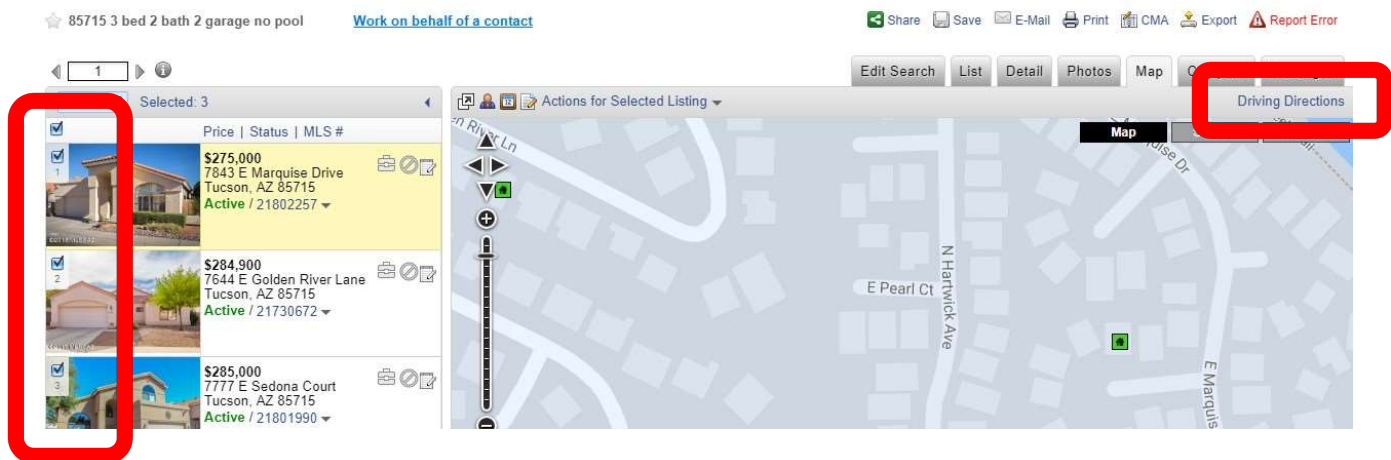 85715 3 bed 2 bath 2 garage no pool Work on behalf of a contact Share Save E-Mail Print CMA Export Report Error
1 Edit Search List Detail Photos Map
Selected: 3 Actions for Selected Listing Driving Directions
Price | Status | MLS #
1
$275,000
7843 E Marquise Drive
Tucson, AZ 85715
Active / 21802257
2
$284,900
7644 E Golden River Lane
Tucson, AZ 85715
Active / 21730672
3
$285,000
7777 E Sedona Court
Tucson, AZ 85715
Active / 21801990
Map
River Ln
Dr
N Hartwick Ave
E Pearl Ct
E Marquis